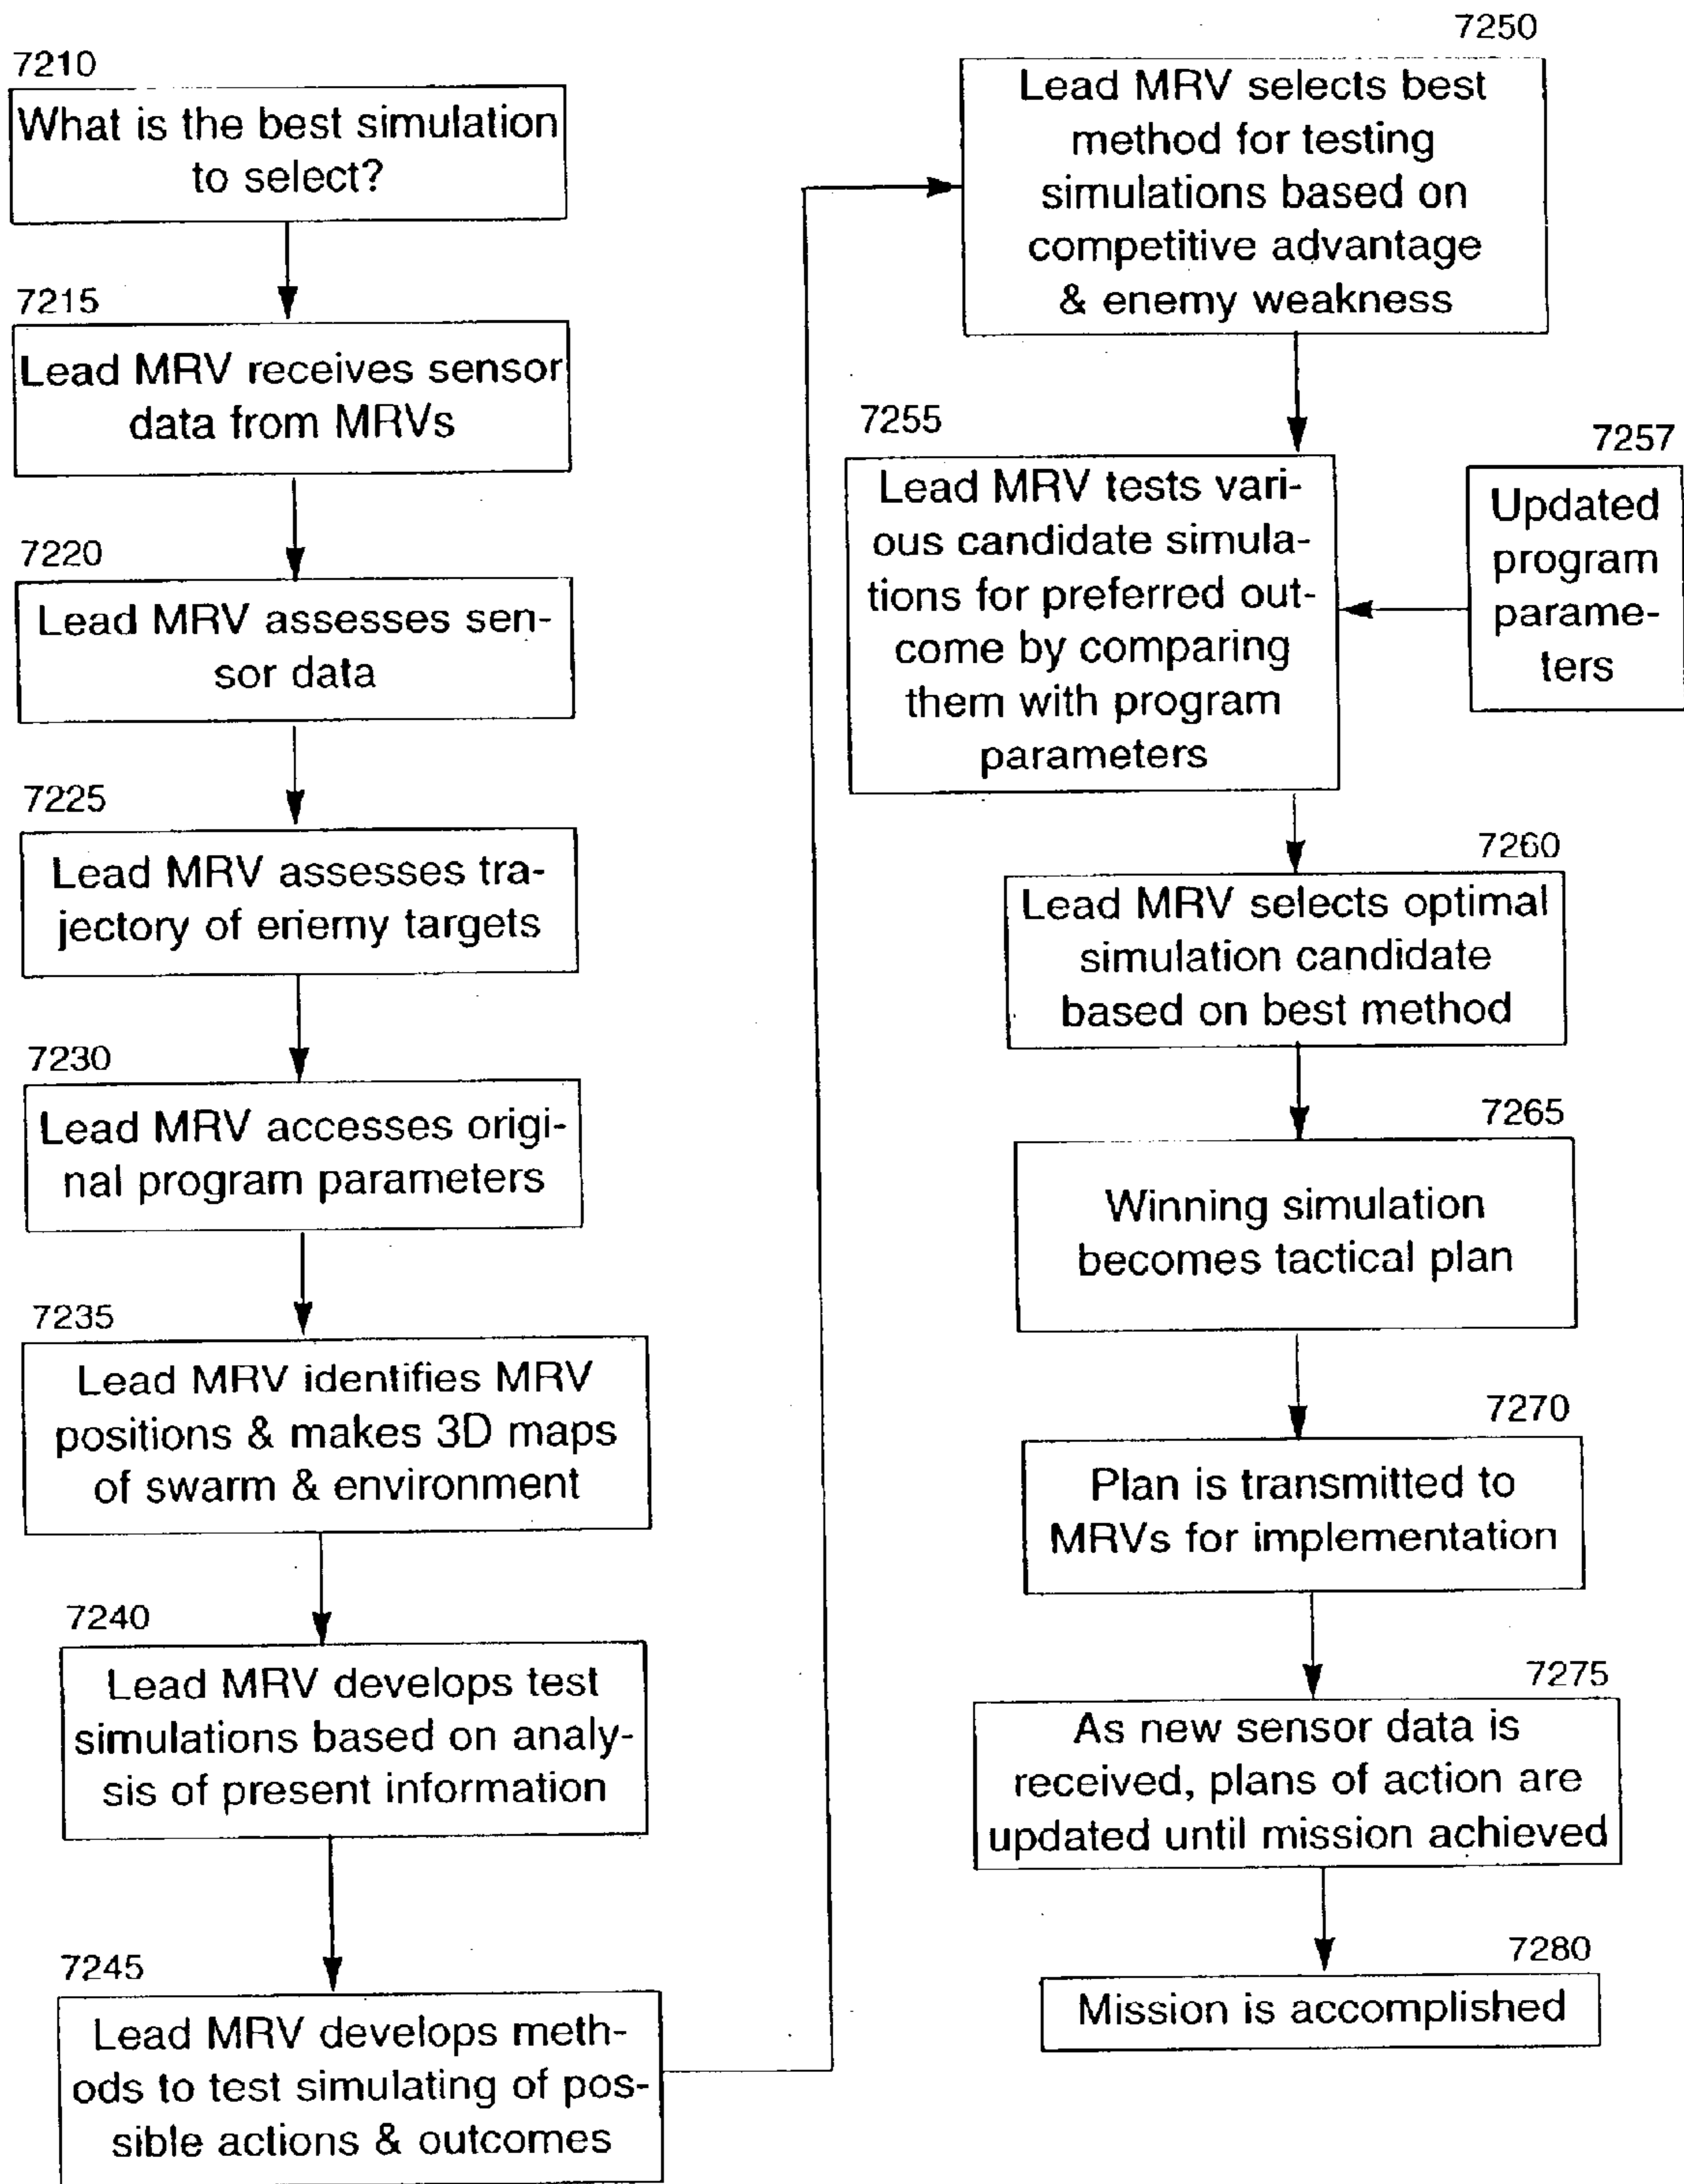 7210
What is the best simulation
to select?
7215
Lead MRV receives sensor
data from MRVs
7220
Lead MRV assesses sen-
sor data
7225
Lead MRV assesses tra-
jectory of enemy targets
7230
Lead MRV accesses origi-
nal program parameters
7235
Lead MRV identifies MRV
positions & makes 3D maps
of swarm & environment
7240
Lead MRV develops test
simulations based on analy-
sis of present information
7245
Lead MRV develops meth-
ods to test simulating of pos-
sible actions & outcomes
7250
Lead MRV selects best
method for testing
simulations based on
competitive advantage
& enemy weakness
7255
Lead MRV tests vari-
ous candidate simula-
tions for preferred out-
come by comparing
them with program
parameters
7257
Updated
program
parame-
ters
7260
Lead MRV selects optimal
simulation candidate
based on best method
7265
Winning simulation
becomes tactical plan
7270
Plan is transmitted to
MRVs for implementation
7275
As new sensor data is
received, plans of action are
updated until mission achieved
7280
Mission is accomplished